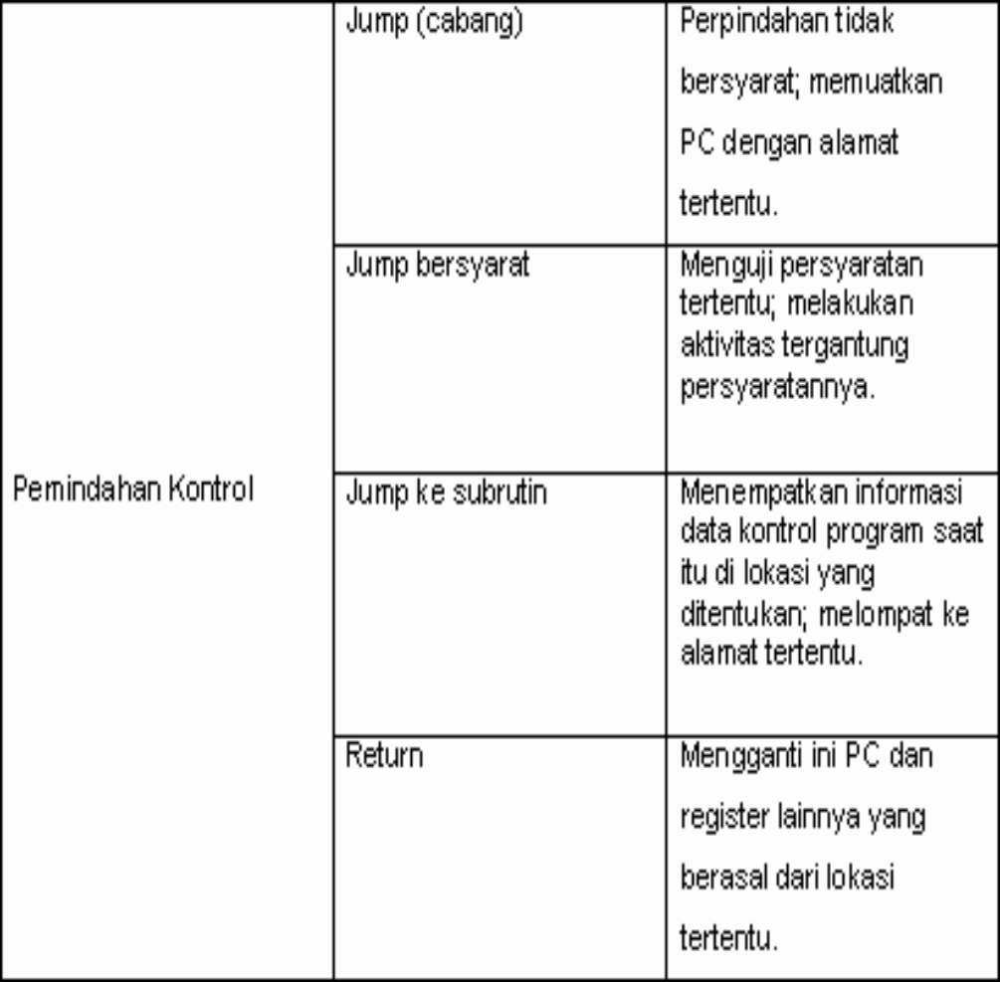 Jump (cabang)
Perpindahan tidak
bersyarat; memuatkan
PC dengan alamat
tertentu.
Jump bersyarat
Menguji persyaratan
tertentu; melakukan
aktivitas tergantung
persyaratannya.
Pemindahan Kontrol
Jump ke subrutin
Menempatkan informasi
data kontrol program saat
itu di lokasi yang
ditentukan; melompat ke
alamat tertentu.
Return
Mengganti ini PC dan
register lainnya yang
berasal dari lokasi
tertentu.